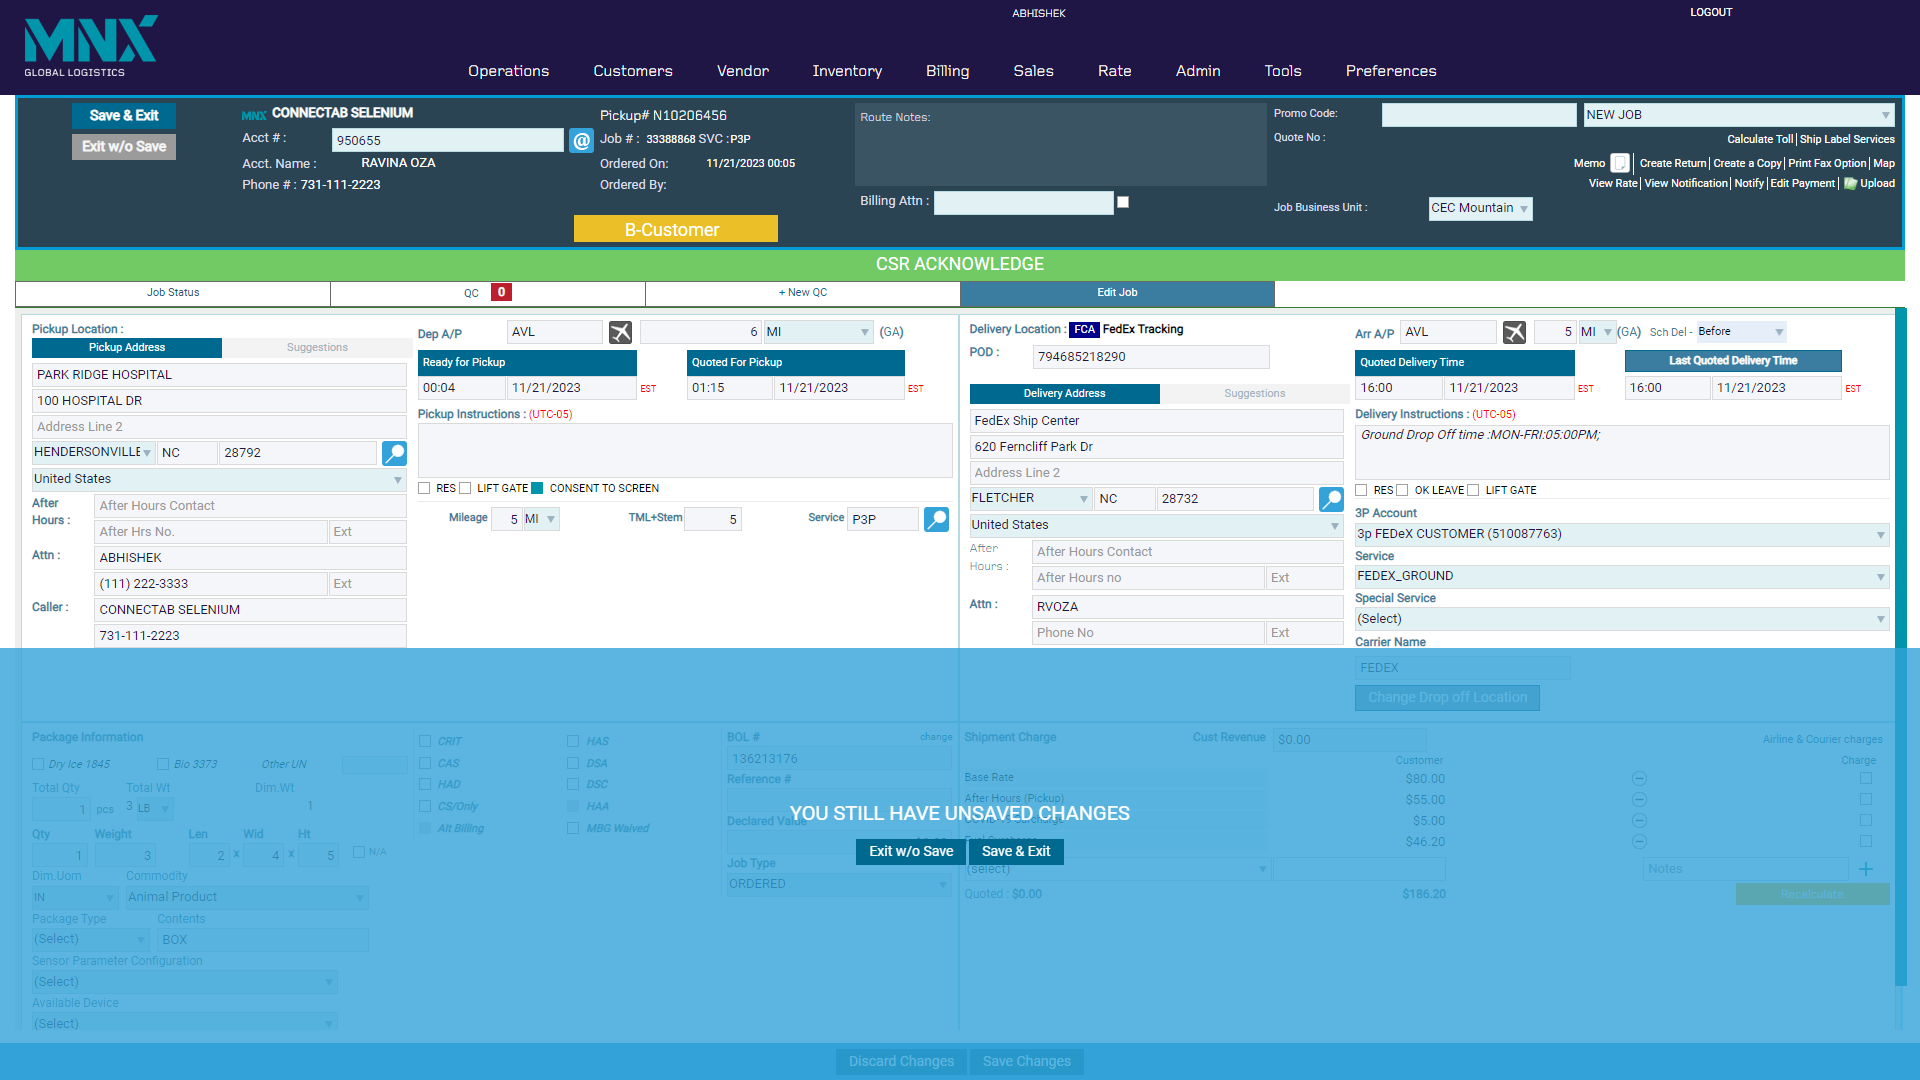 ABHISHEK
LOGOUT
MNX
GLOBAL LOGISTICS
Operations Customers Vendor Inventory Billing Sales Rate Admin Tools Preferences
Save & Exit
Exit w/o Save
MNX CONNECTAB SELENIUM
Acct # : 950655 @
Acct. Name : RAVINA OZA
Phone # : 731-111-2223
Pickup# N10206456
Job # : 33388868 SVC :P3P
Ordered On: 11/21/2023 00:05
Ordered By:
B-Customer
Route Notes:
Billing Attn :
Promo Code: NEW JOB
Quote No :
Calculate Toll| Ship Label Services
Memo | Create Return| Create a Copy| Print Fax Option| Map
View Rate| View Notification| Notify| Edit Payment| Upload
Job Business Unit : CEC Mountain
CSR ACKNOWLEDGE
Job Status QC 0 + New QC Edit Job
Pickup Location :
Pickup Address Suggestions
PARK RIDGE HOSPITAL
100 HOSPITAL DR
Address Line 2
HENDERSONVILLE NC 28792
United States
After Hours : After Hours Contact
After Hrs No. Ext
Attn : ABHISHEK
(111) 222-3333 Ext
Caller : CONNECTAB SELENIUM
731-111-2223
Dep A/P AVL 6 MI (GA)
Ready for Pickup Quoted For Pickup
00:04 11/21/2023 EST 01:15 11/21/2023 EST
Pickup Instructions : (UTC-05)
RES LIFT GATE CONSENT TO SCREEN
Mileage 5 MI TML+Stem 5 Service P3P
Delivery Location : FCA FedEx Tracking
POD : 794685218290
Delivery Address Suggestions
FedEx Ship Center
620 Ferncliff Park Dr
Address Line 2
FLETCHER NC 28732
United States
After Hours : After Hours Contact
After Hours no Ext
Attn : RVOZA
Phone No Ext
Arr A/P AVL 5 MI (GA) Sch Del - Before
Quoted Delivery Time Last Quoted Delivery Time
16:00 11/21/2023 EST 16:00 11/21/2023 EST
Delivery Instructions : (UTC-05)
Ground Drop Off time :MON-FRI:05:00PM;
RES OK LEAVE LIFT GATE
3P Account
3p FEDeX CUSTOMER (510087763)
Service
FEDEX_GROUND
Special Service
(Select)
Carrier Name
FEDEX
Change Drop off Location
Package Information
Dry Ice 1845 Bio 3373 Other UN
Total Qty Total Wt Dim.Wt
1 pcs 3 LB 1
Qty Weight Len Wid Ht
1 3 2 x 4 x 5 N/A
Dim.Uom Commodity
IN Animal Product
Package Type Contents
(Select) BOX
Sensor Parameter Configuration
(Select)
Available Device
(Select)
CRIT HAS
CAS DSA
HAD DSC
CS/Only HAA
Alt Billing MBG Waived
BOL # change
136213176
Reference #
Declared Value
Job Type
ORDERED
Shipment Charge Cust Revenue $0.00 Airline & Courier charges
Customer Charge
Base Rate $80.00
After Hours (Pickup) $55.00
$5.00
$46.20
(select) Notes
Quoted : $0.00 $186.20 Recalculate
YOU STILL HAVE UNSAVED CHANGES
Exit w/o Save Save & Exit
Discard Changes Save Changes